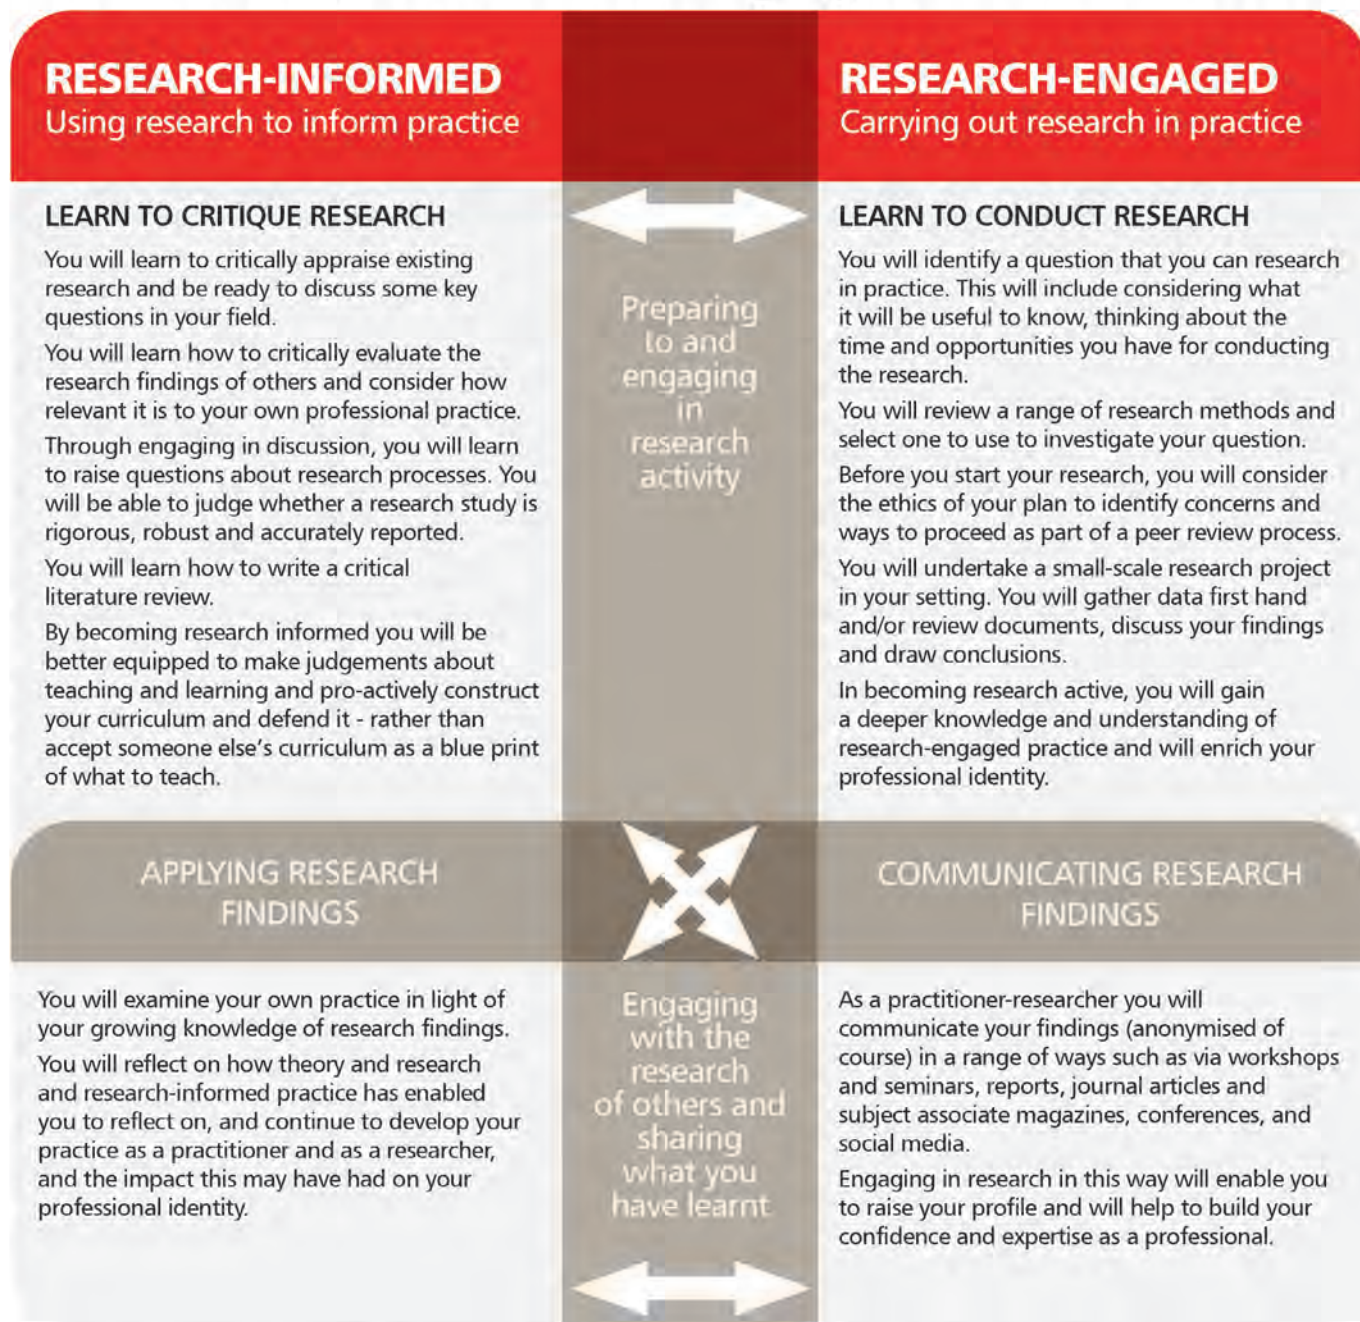 RESEARCH-INFORMED
Using research to inform practice
RESEARCH-ENGAGED
Carrying out research in practice
LEARN TO CRITIQUE RESEARCH
You will learn to critically appraise existing
research and be ready to discuss some key
questions in your field.
You will learn how to critically evaluate the
research findings of others and consider how
relevant it is to your own professional practice.
Through engaging in discussion, you will learn
to raise questions about research processes. You
will be able to judge whether a research study is
rigorous, robust and accurately reported.
You will learn how to write a critical
literature review.
By becoming research informed you will be
better equipped to make judgements about
teaching and learning and pro-actively construct
your curriculum and defend it - rather than
accept someone else's curriculum as a blue print
of what to teach.
Preparing
to and
engaging
in
research
activity
LEARN TO CONDUCT RESEARCH
You will identify a question that you can research
in practice. This will include considering what
it will be useful to know, thinking about the
time and opportunities you have for conducting
the research.
You will review a range of research methods and
select one to use to investigate your question.
Before you start your research, you will consider
the ethics of your plan to identify concerns and
ways to proceed as part of a peer review process.
You will undertake a small-scale research project
in your setting. You will gather data first hand
and/or review documents, discuss your findings
and draw conclusions.
In becoming research active, you will gain
a deeper knowledge and understanding of
research-engaged practice and will enrich your
professional identity.
APPLYING RESEARCH
FINDINGS
COMMUNICATING RESEARCH
FINDINGS
You will examine your own practice in light of
your growing knowledge of research findings.
You will reflect on how theory and research
and research-informed practice has enabled
you to reflect on, and continue to develop your
practice as a practitioner and as a researcher,
and the impact this may have had on your
professional identity.
Engaging
with the
research
of others and
sharing
what you
have learnt
As a practitioner-researcher you will
communicate your findings (anonymised of
course) in a range of ways such as via workshops
and seminars, reports, journal articles and
subject associate magazines, conferences, and
social media.
Engaging in research in this way will enable you
to raise your profile and will help to build your
confidence and expertise as a professional.